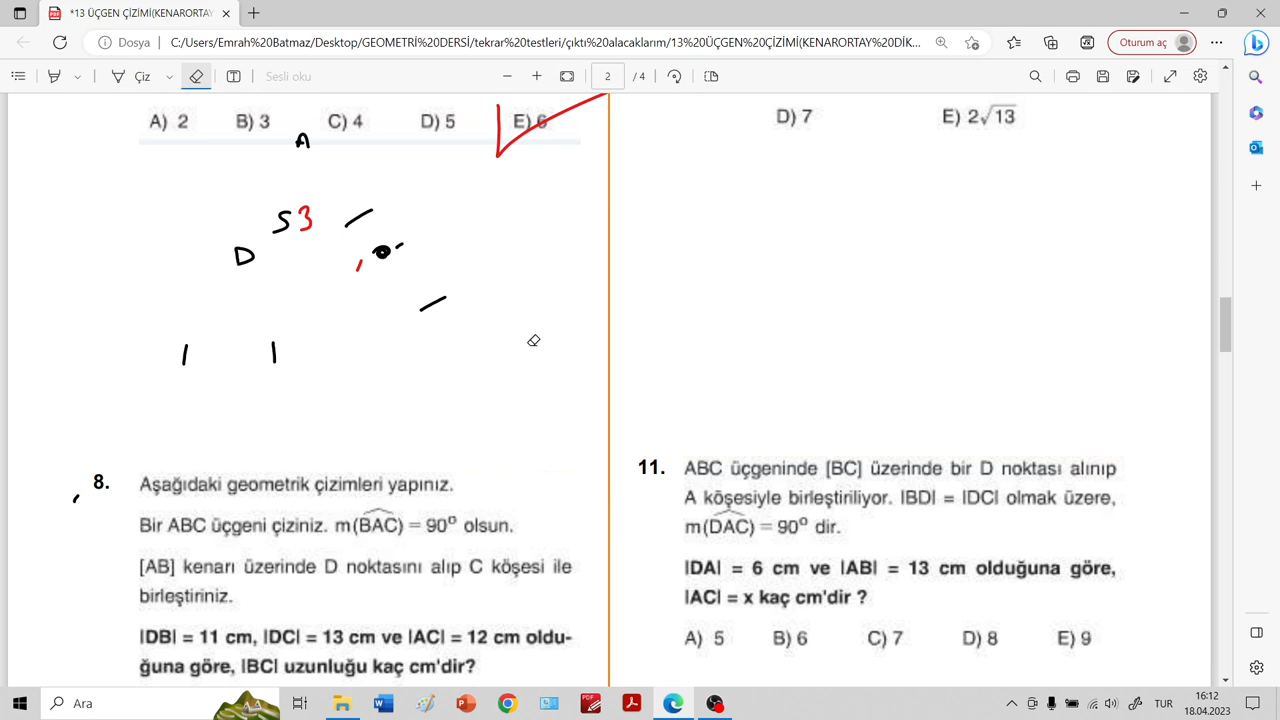 *13 ÜÇGEN ÇİZİMİ(KENARORTAY
Dosya
C:/Users/Emrah%20Batmaz/Desktop/GEOMETRİ%20DERSİ/tekrar%20testleri/çıktı%20alacaklarım/13%20ÜÇGEN%20ÇİZİMİ(KENARORTAY%20DİK...
Oturum aç
Çiz
Sesli oku
2 / 4
A) 2 B) 3 C) 4 D) 5 E) 6
A
5 3
D
8. Aşağıdaki geometrik çizimleri yapınız.
Bir ABC üçgeni çiziniz. m(BAC) = 90° olsun.
[AB] kenarı üzerinde D noktasını alıp C köşesi ile
birleştiriniz.
|DB| = 11 cm, |DC| = 13 cm ve |AC| = 12 cm oldu-
ğuna göre, |BC| uzunluğu kaç cm'dir?
D) 7 E) 2√13
11. ABC üçgeninde [BC] üzerinde bir D noktası alınıp
A köşesiyle birleştiriliyor. |BD| = |DC| olmak üzere,
m(DAC) = 90° dir.
|DA| = 6 cm ve |AB| = 13 cm olduğuna göre,
|AC| = x kaç cm'dir ?
A) 5 B) 6 C) 7 D) 8 E) 9
Ara
TUR
16:12
18.04.2023